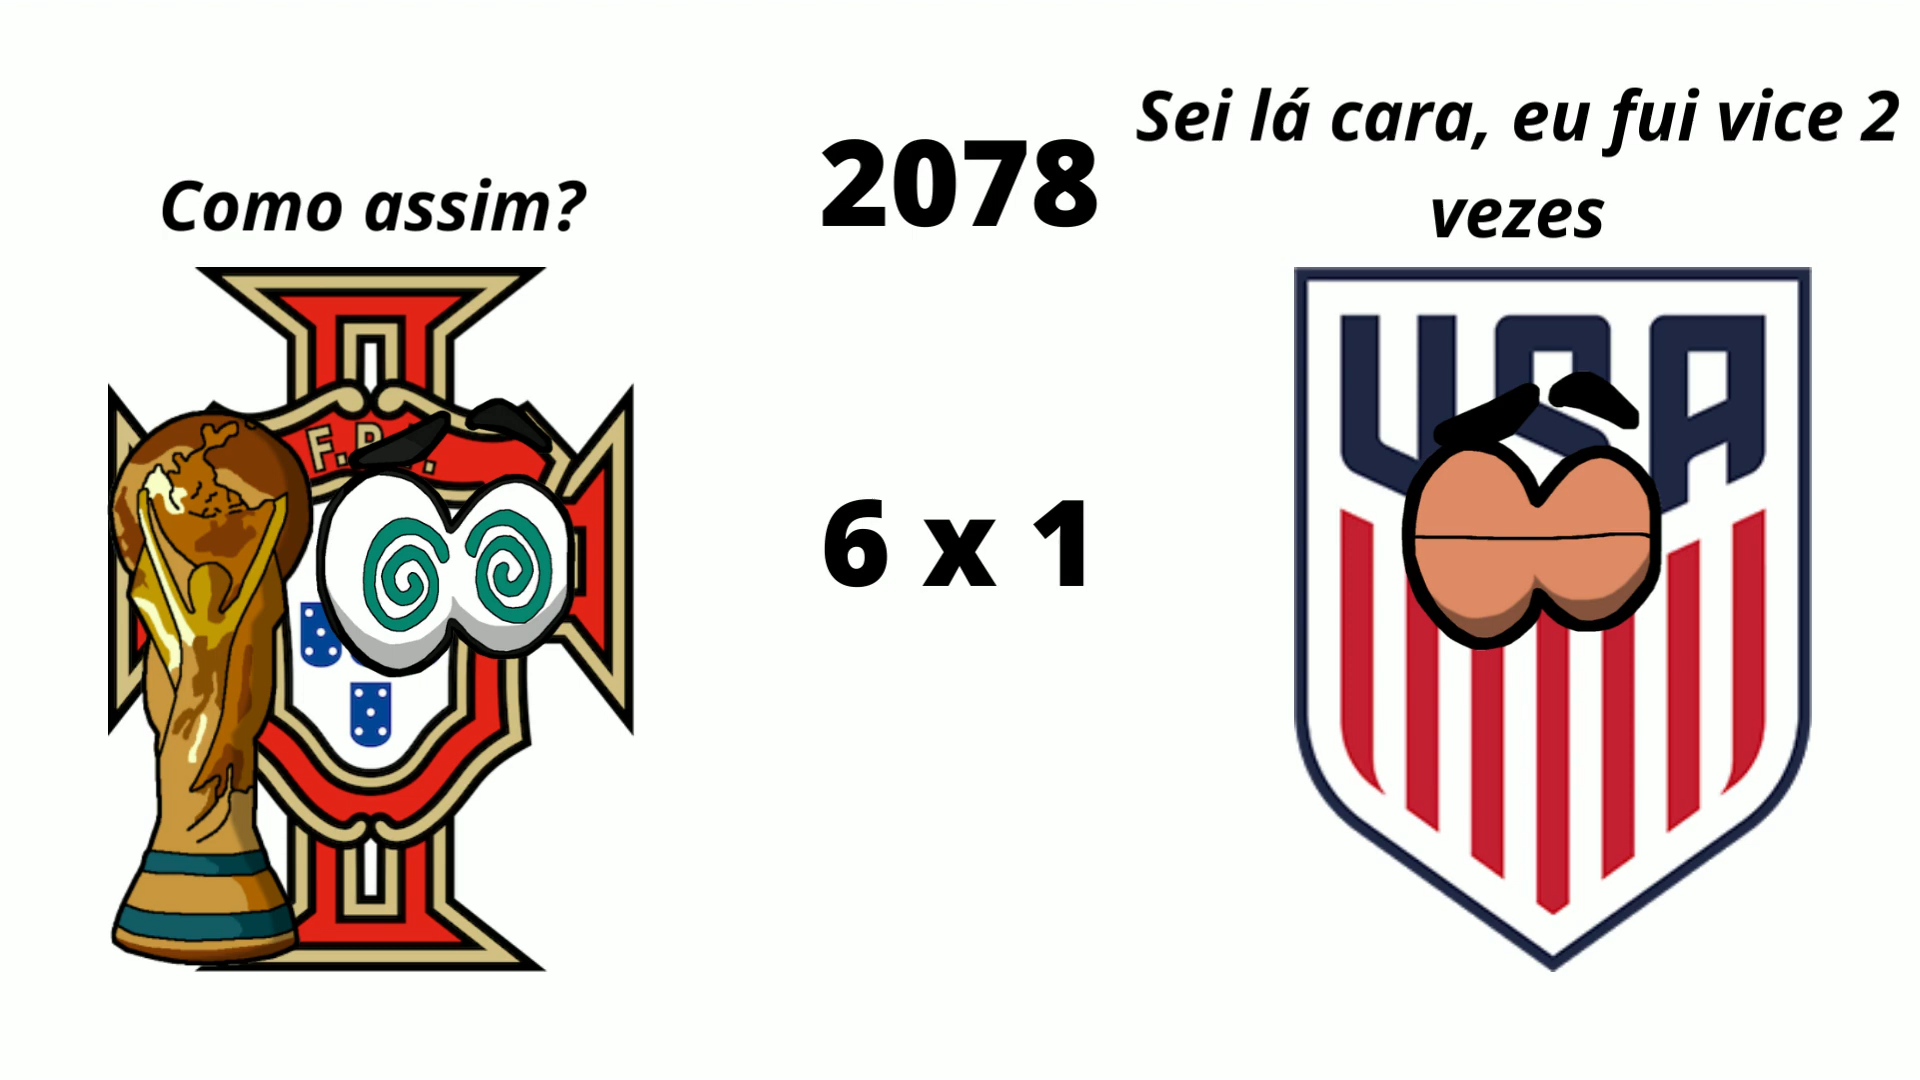 Como assim?
2078
Sei lá cara, eu fui vice 2
vezes
6 x 1
F.P.
USA